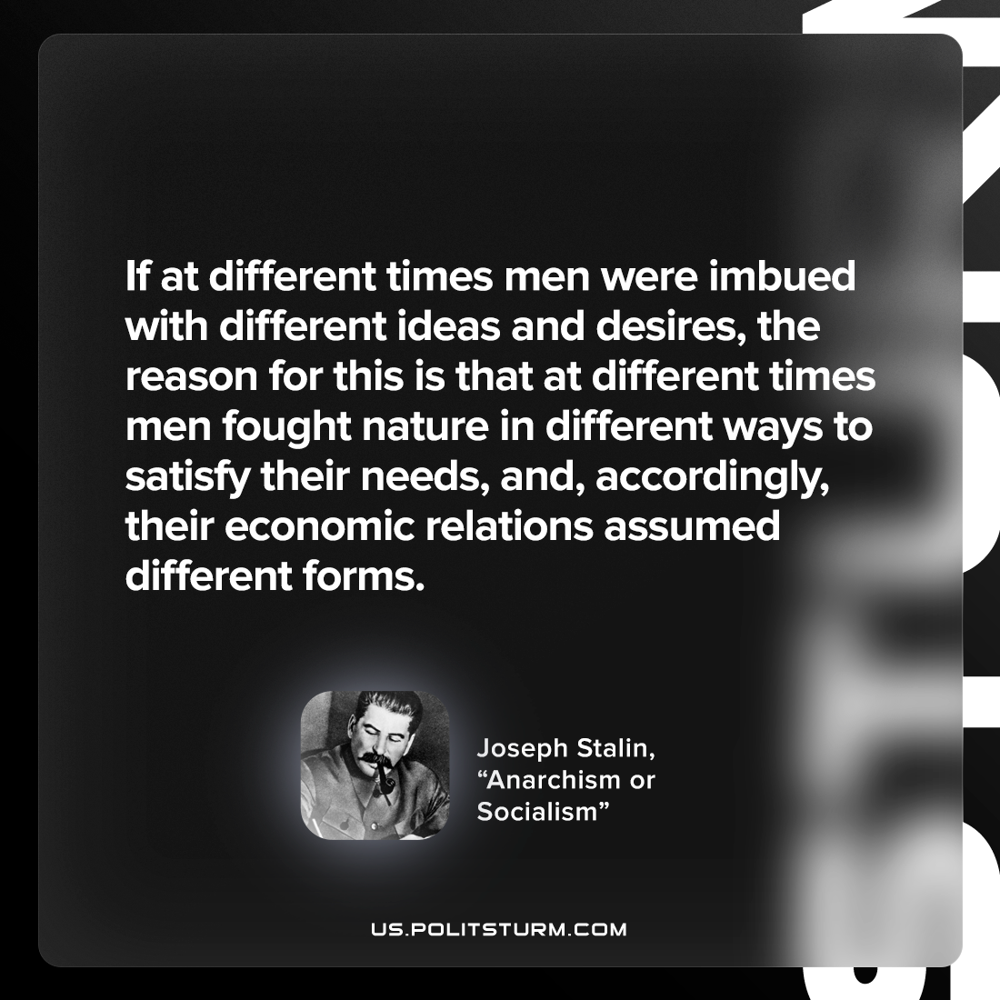 If at different times men were imbued
with different ideas and desires, the
reason for this is that at different times
men fought nature in different ways to
satisfy their needs, and, accordingly,
their economic relations assumed
different forms.
Joseph Stalin,
“Anarchism or
Socialism”
US.POLITSTURM.COM